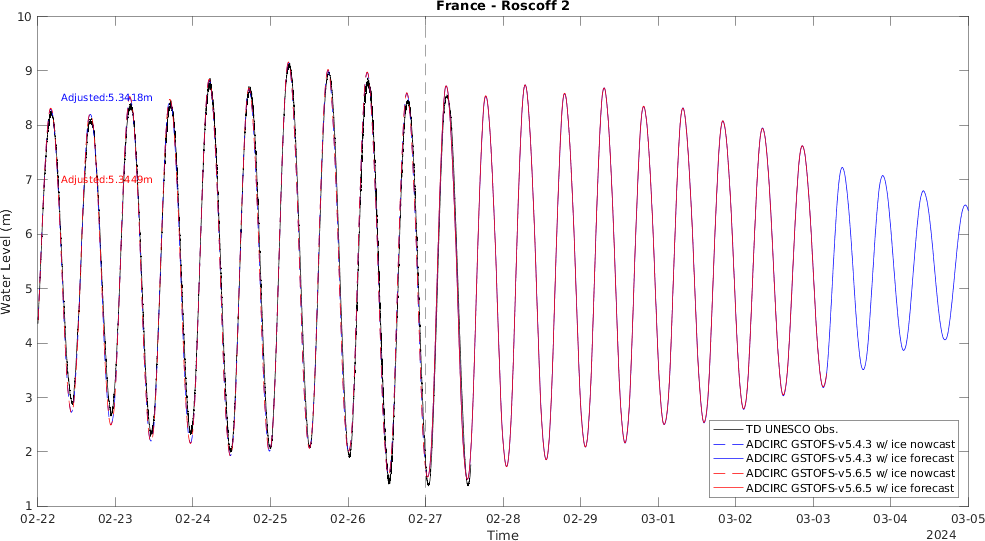 France - Roscoff 2
10
9
8
7
6
5
4
3
2
1
Water Level (m)
Adjusted:5.3418m
Adjusted:5.3449m
TD UNESCO Obs.
ADCIRC GSTOFS-v5.4.3 w/ ice nowcast
ADCIRC GSTOFS-v5.4.3 w/ ice forecast
ADCIRC GSTOFS-v5.6.5 w/ ice nowcast
ADCIRC GSTOFS-v5.6.5 w/ ice forecast
02-22 02-23 02-24 02-25 02-26 02-27 02-28 02-29 03-01 03-02 03-03 03-04 03-05
Time
2024